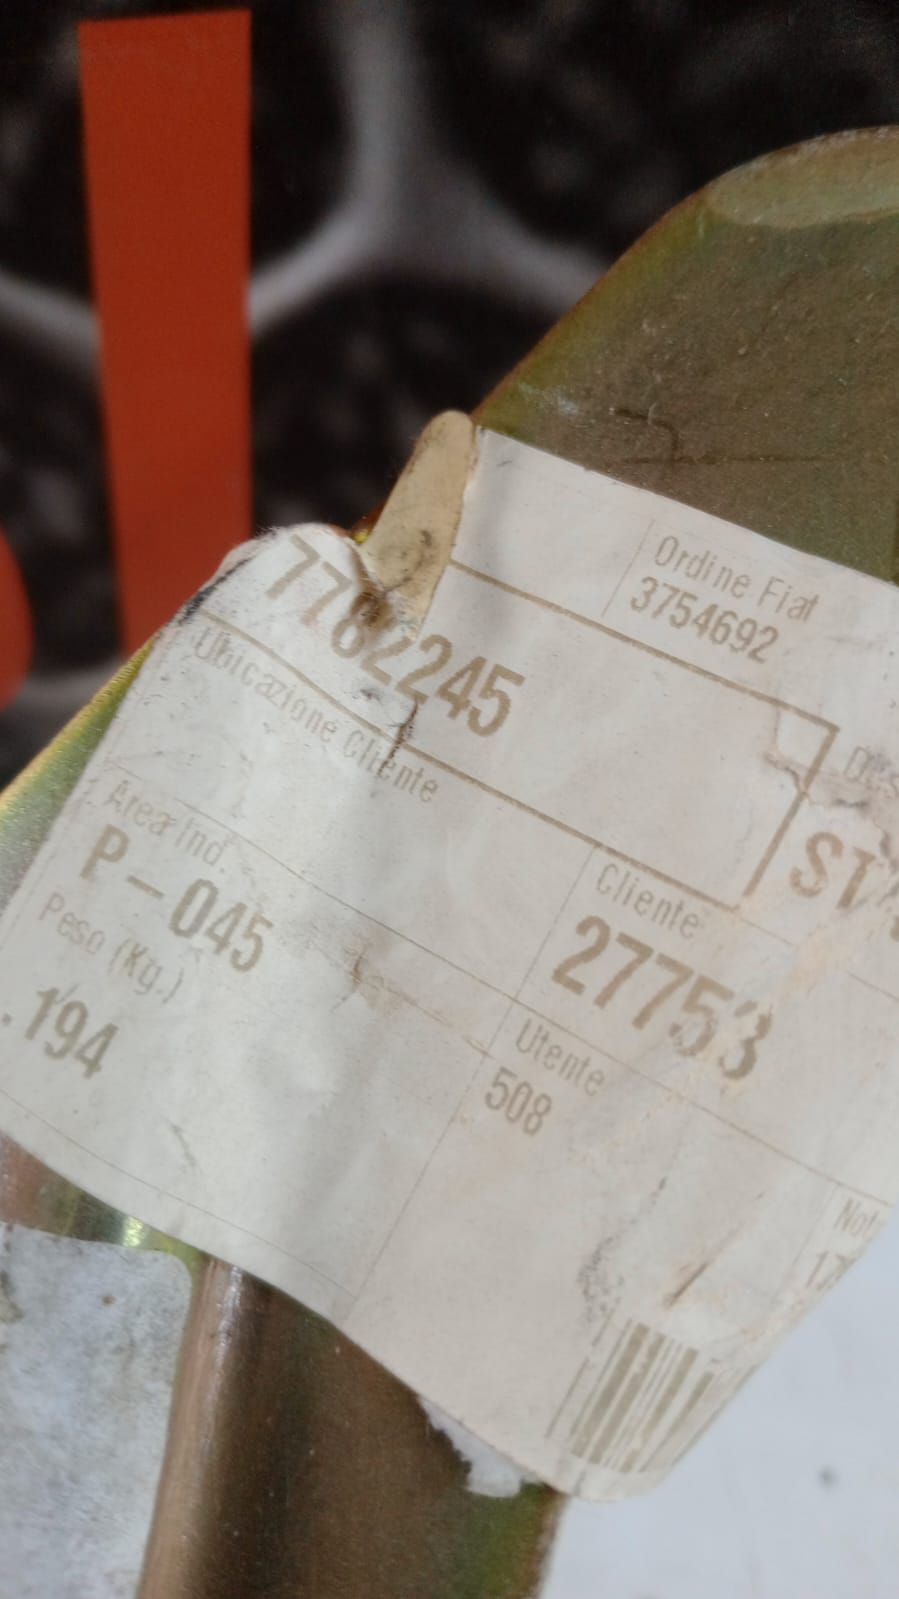 Ordine Fiat
3754692
7782245
Ubicazione Cliente
Cliente
27753
Area Ind.
P-045
Peso (Kg.)
.194
Utente
508